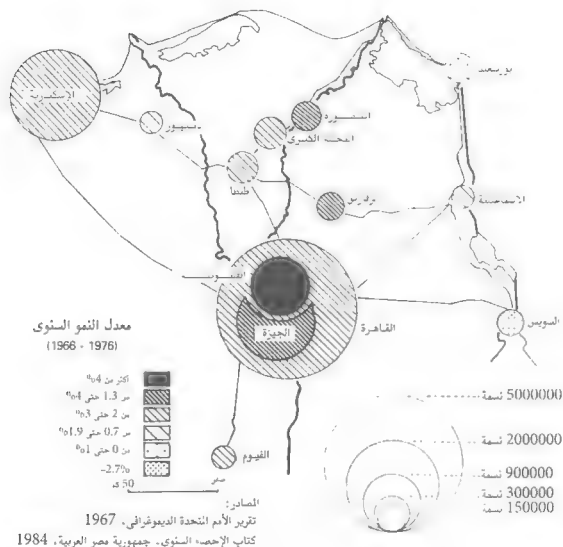 بورسعيد
الاسكندرية
دمنهور
المنصورة
المحلة الكبرى
طنطا
الزقازيق
الاسماعيلية
القاهرة
الجيزة
السويس
الفيوم
معدل النمو السنوى
(1966 - 1976)
أكثر من 4%
من 1.3 حتى 4%
من 2 حتى 3%
من 0.7 حتى 1.9%
من 0 حتى 1%
-2.7%
صفر
50 كم
5000000 نسمة
2000000 نسمة
900000 نسمة
300000 نسمة
150000 نسمة
المصادر:
تقرير الأمم المتحدة الديموغرافى، 1967
كتاب الإحصاء السنوى، جمهورية مصر العربية، 1984